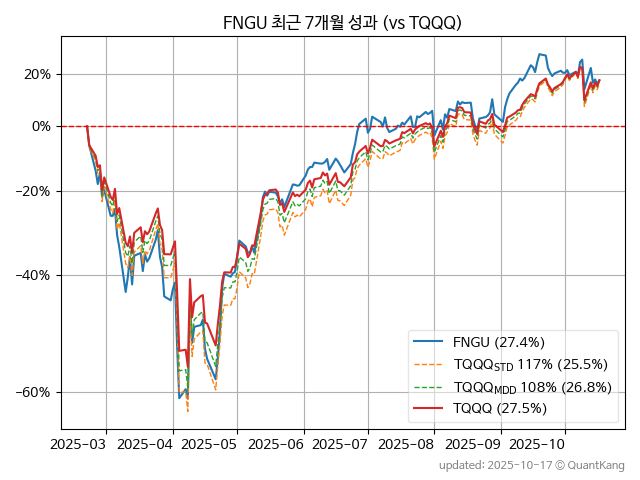 FNGU 최근 7개월 성과 (vs TQQQ)
20%
0%
−20%
−40%
−60%
FNGU (27.4%)
TQQQSTD 117% (25.5%)
TQQQMDD 108% (26.8%)
TQQQ (27.5%)
2025-03 2025-04 2025-05 2025-06 2025-07 2025-08 2025-09 2025-10
updated: 2025-10-17 © QuantKang